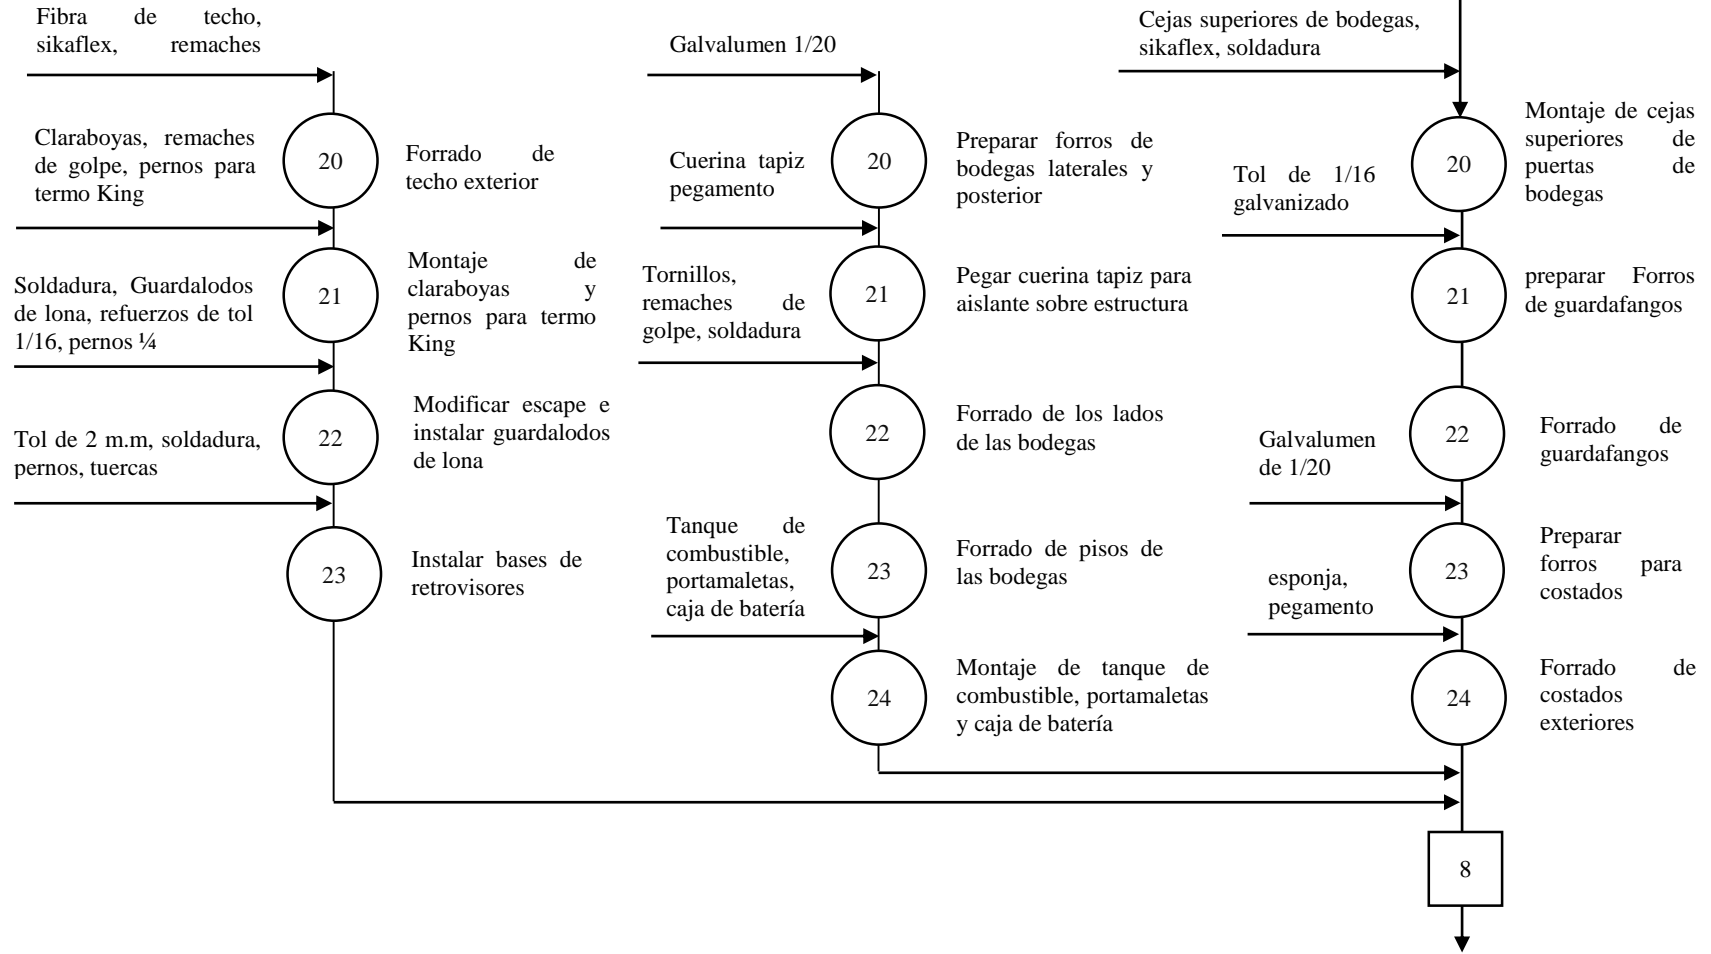 Fibra de techo,
sikaflex, remaches
Claraboyas, remaches
de golpe, pernos para
termo King
20
Forrado de
techo exterior
Soldadura, Guardalodos
de lona, refuerzos de tol
1/16, pernos ¼
21
Montaje de
claraboyas y
pernos para termo
King
Tol de 2 m.m, soldadura,
pernos, tuercas
22
Modificar escape e
instalar guardalodos
de lona
23
Instalar bases de
retrovisores
Galvalumen 1/20
Cuerina tapiz
pegamento
20
Preparar forros de
bodegas laterales y
posterior
Tornillos,
remaches de
golpe, soldadura
21
Pegar cuerina tapiz para
aislante sobre estructura
22
Forrado de los lados
de las bodegas
Tanque de
combustible,
portamaletas,
caja de batería
23
Forrado de pisos de
las bodegas
24
Montaje de tanque de
combustible, portamaletas
y caja de batería
Cejas superiores de bodegas,
sikaflex, soldadura
20
Montaje de cejas
superiores de
puertas de
bodegas
Tol de 1/16
galvanizado
21
preparar Forros
de guardafangos
22
Forrado de
guardafangos
Galvalumen
de 1/20
23
Preparar
forros para
costados
esponja,
pegamento
24
Forrado de
costados
exteriores
8